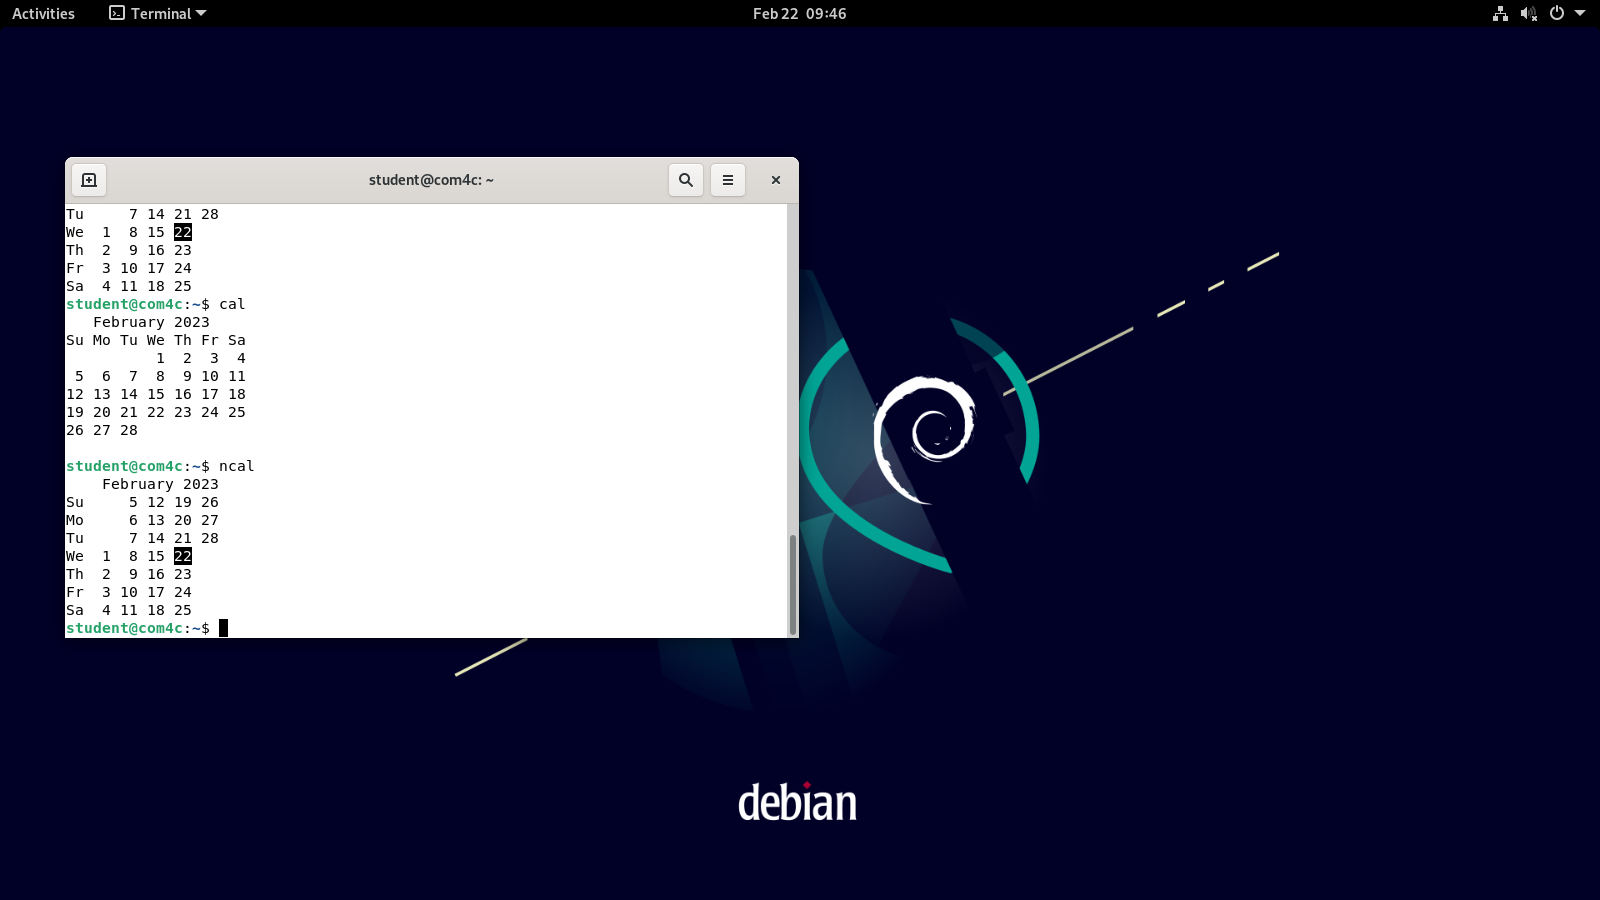 Activities Terminal Feb 22 09:46
student@com4c: ~
Tu     7 14 21 28
We  1  8 15 22
Th  2  9 16 23
Fr  3 10 17 24
Sa  4 11 18 25
student@com4c:~$ cal
   February 2023
Su Mo Tu We Th Fr Sa
          1  2  3  4
 5  6  7  8  9 10 11
12 13 14 15 16 17 18
19 20 21 22 23 24 25
26 27 28
student@com4c:~$ ncal
    February 2023
Su     5 12 19 26
Mo     6 13 20 27
Tu     7 14 21 28
We  1  8 15 22
Th  2  9 16 23
Fr  3 10 17 24
Sa  4 11 18 25
student@com4c:~$
debian